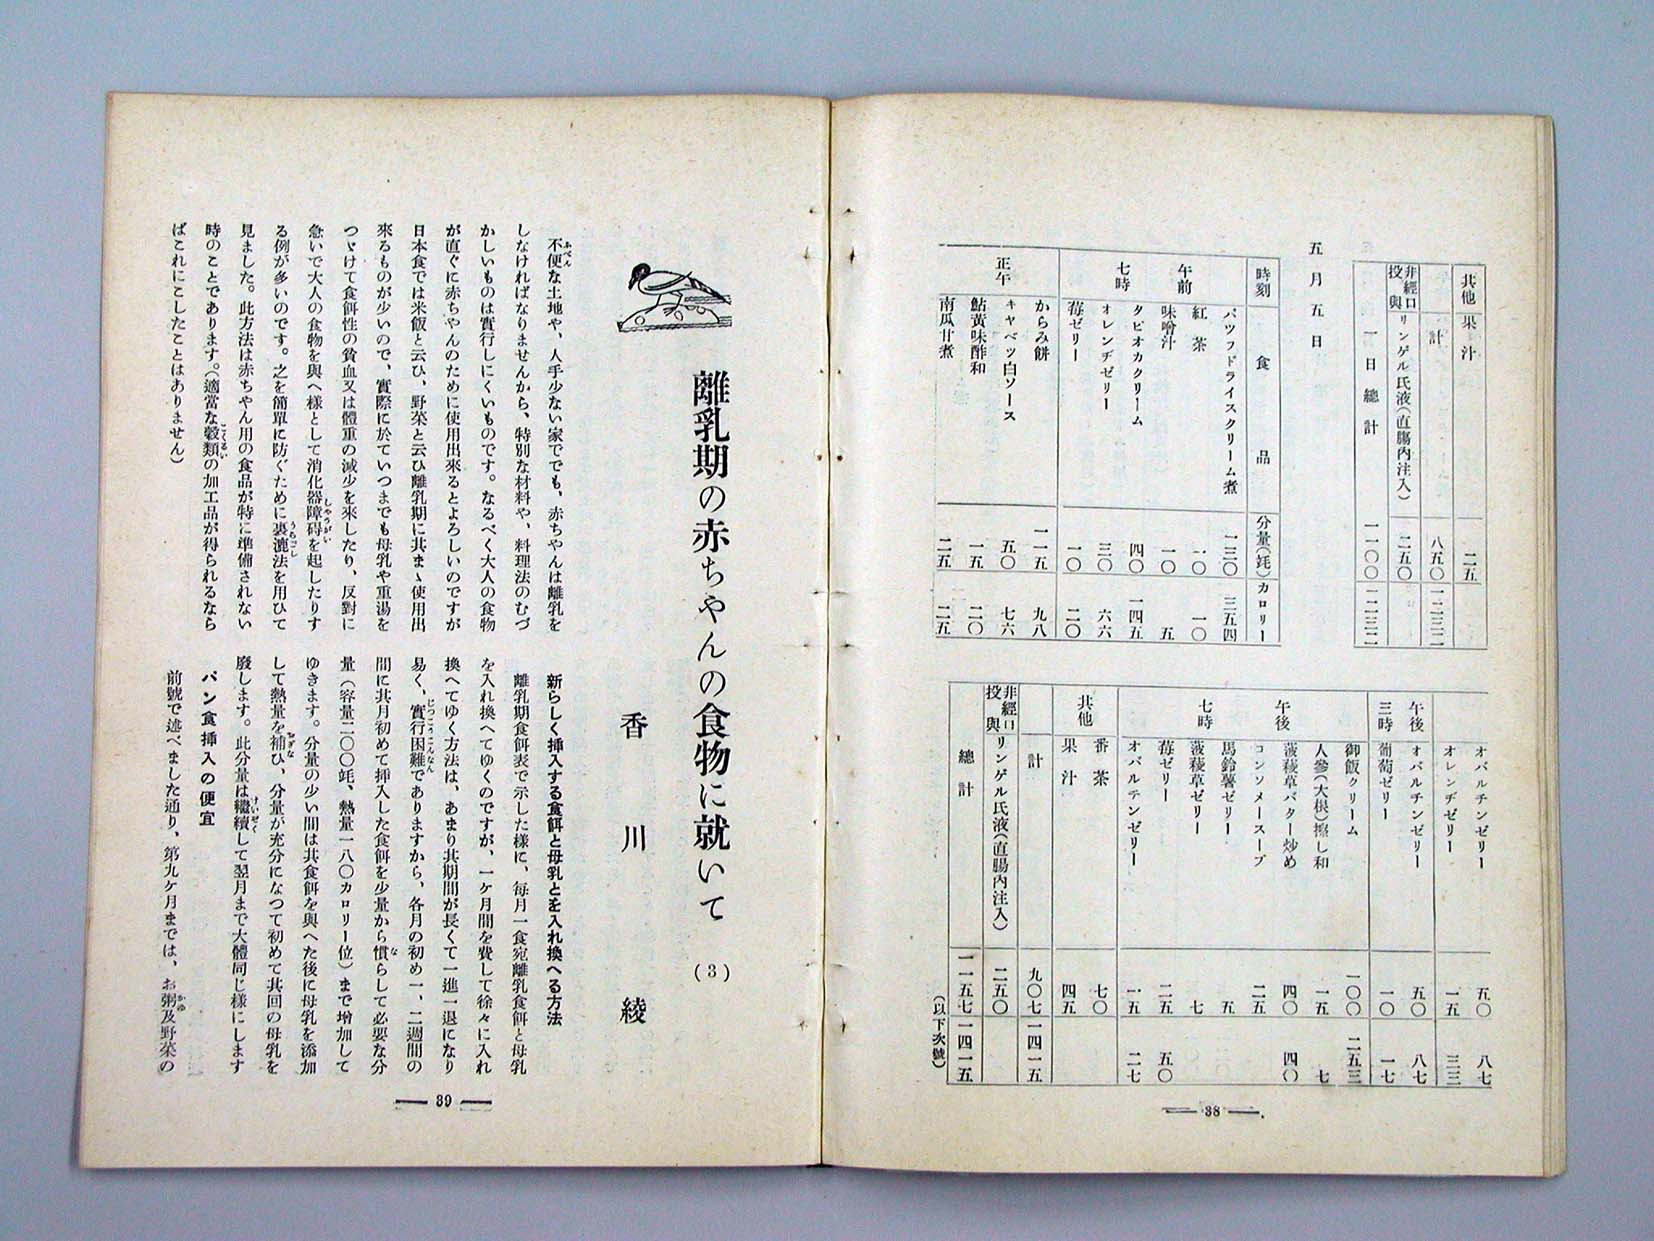 其他 果汁 二五
計 八五〇 一二三二
非經口投與 リンゲル氏液(直腸內注入) 二五〇
一日總計 一一〇〇 一二三二
五月五日
時刻 食品 分量(竓) カロリー
午前七時
パツフドライスクリーム煮 一三〇 三五四
紅茶 一〇〇 一〇
味噌汁 一〇 五
タピオカクリーム 四〇 一四五
オレンヂゼリー 三〇 六六
莓ゼリー 一〇 二〇
正午
からみ餅 一一五 九八
キャベツ白ソース 五〇 七六
鮎黃味酢和 一五 二〇
南瓜甘煮 二五 二五
オバルチンゼリー 五〇 八七
オレンヂゼリー 一五 三三
午後三時
オバルチンゼリー 五〇 八七
葡萄ゼリー 一〇 一七
午後七時
御飯クリーム 一〇〇 二五三
人參(大根)擦し和 一五 七
菠薐草バター炒め 四〇 四〇
コンソメースープ 二五
馬鈴薯ゼリー 五
菠薐草ゼリー 七
莓ゼリー 二五 五〇
オバルテンゼリー 一五 二七
其他
番茶 七〇
果汁 四五
計 九〇七 一四一五
非經口投與 リンゲル氏液(直腸內注入) 二五〇
總計 一一五七 一四一五
(以下次號)
38
離乳期の赤ちやんの食物に就いて (3)
香川綾
不便な土地や、人手少ない家ででも、赤ちやんは離乳を
しなければなりませんから、特別な材料や、料理法のむづ
かしいものは實行しにくいものです。なるべく大人の食物
が直ぐに赤ちやんのために使用出來るとよろしいのですが
日本食では米飯と云ひ、野菜と云ひ離乳期に其まゝ使用出
來るものが少いので、實際に於ていつまでも母乳や重湯を
つゞけて食餌性の貧血又は體重の減少を來したり、反對に
急いで大人の食物を與へ樣として消化器障碍を起したりす
る例が多いのです。之を簡單に防ぐために裏漉法を用ひて
見ました。此方法は赤ちやん用の食品が特に準備されない
時のことであります。(適當な穀類の加工品が得られるなら
ばこれにこしたことはありません)
新らしく挿入する食餌と母乳とを入れ換へる方法
離乳期食餌表で示した樣に、每月一食宛離乳食餌と母乳
を入れ換へてゆくのですが、一ケ月間を費して徐々に入れ
換へてゆく方法は、あまり其期間が長くて一進一退になり
易く、實行困難でありますから、各月の初め一、二週間の
間に其月初めて挿入した食餌を少量から慣らして必要な分
量(容量二〇〇竓、熱量一八〇カロリー位)まで增加して
ゆきます。分量の少い間は其食餌を與へた後に母乳を添加
して熱量を補ひ、分量が充分になつて初めて其回の母乳を
廢します。此分量は繼續して翌月まで大體同じ樣にします
パン食挿入の便宜
前號で述べました通り、第九ケ月までは、お粥及野菜の
39